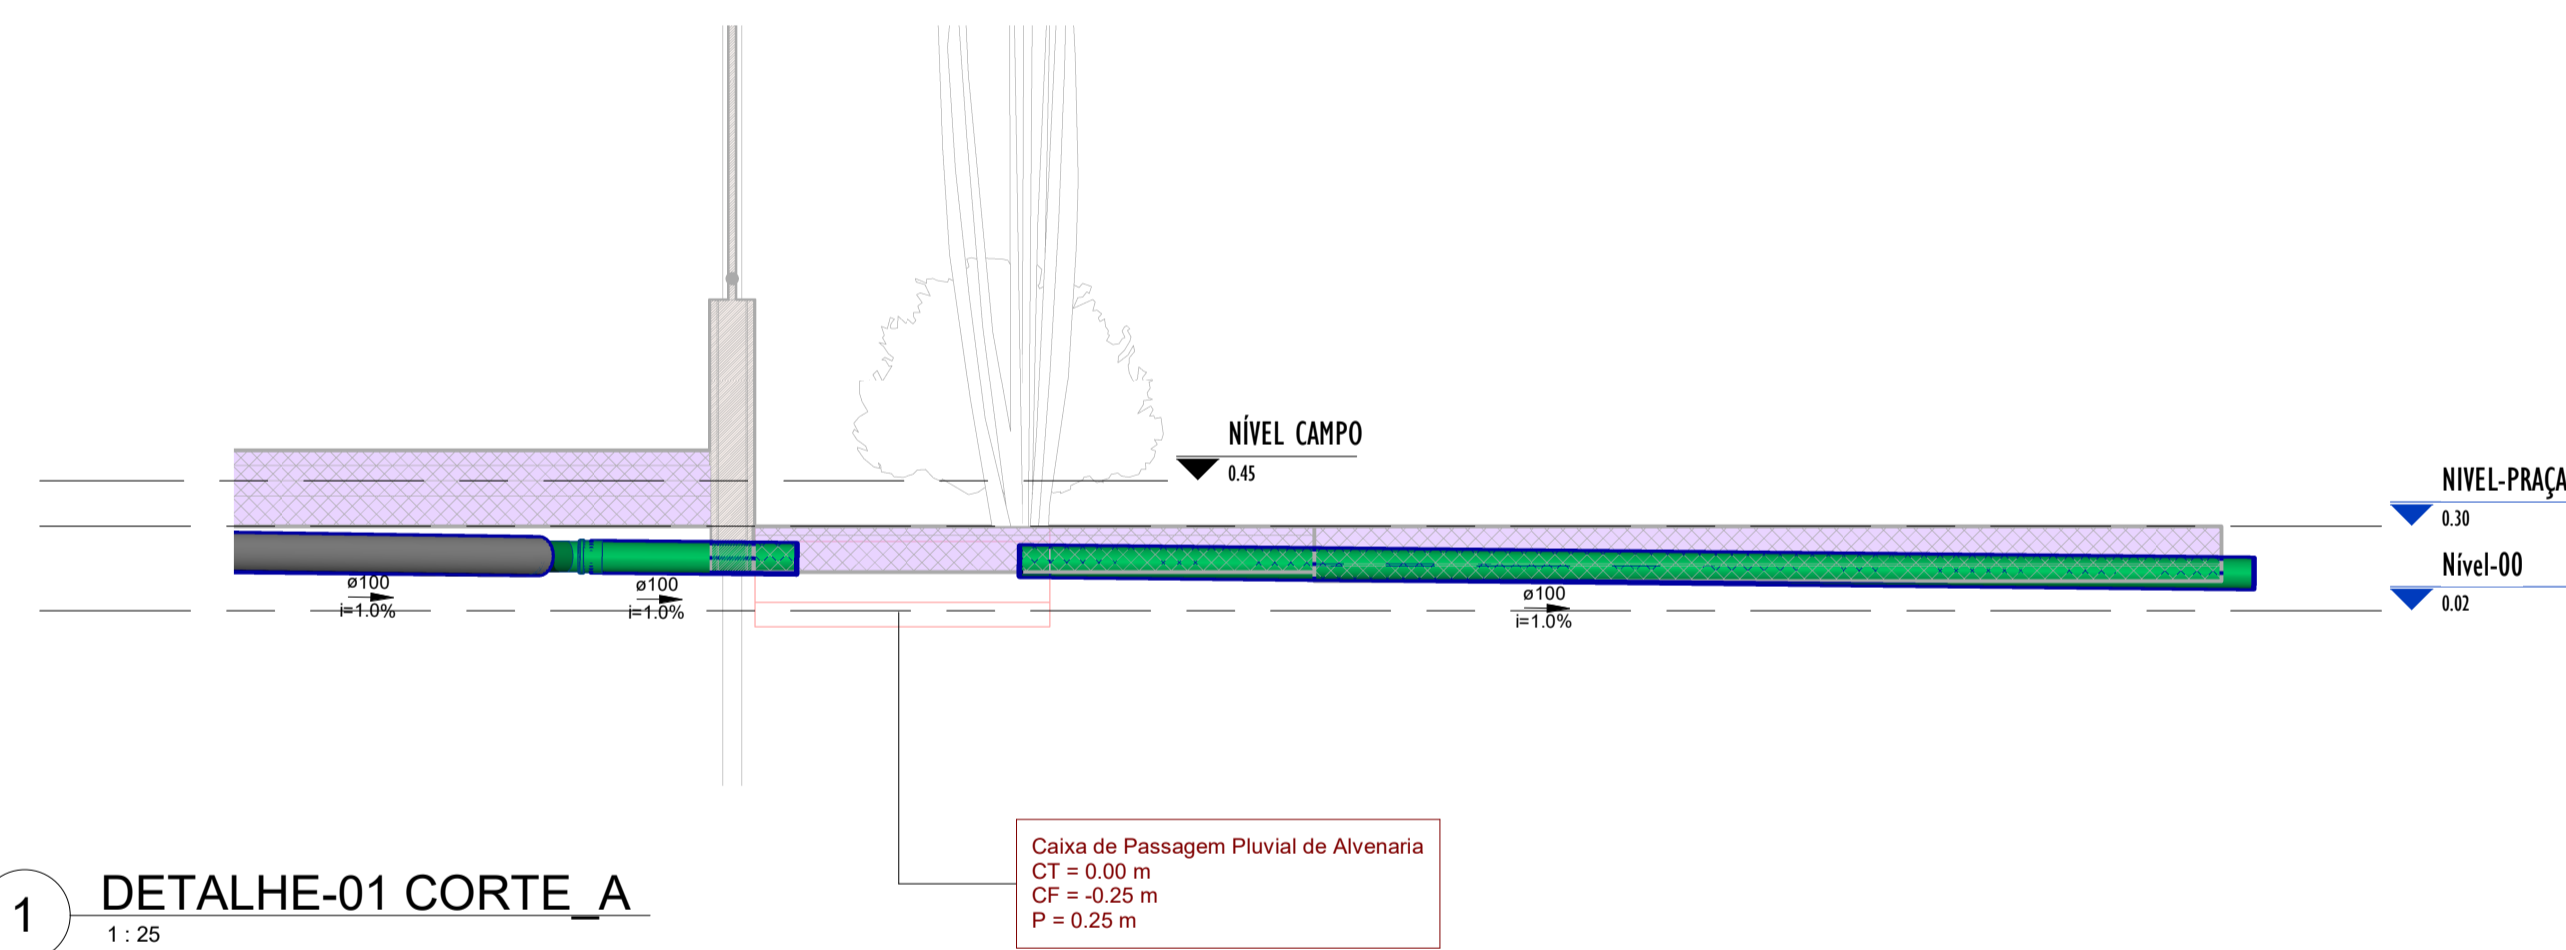 NÍVEL CAMPO
0.45
NIVEL-PRAÇA
0.30
Nível-00
0.02
ø100
i=1.0%
ø100
i=1.0%
ø100
i=1.0%
Caixa de Passagem Pluvial de Alvenaria
CT = 0.00 m
CF = -0.25 m
P = 0.25 m
1
DETALHE-01 CORTE_A
1 : 25